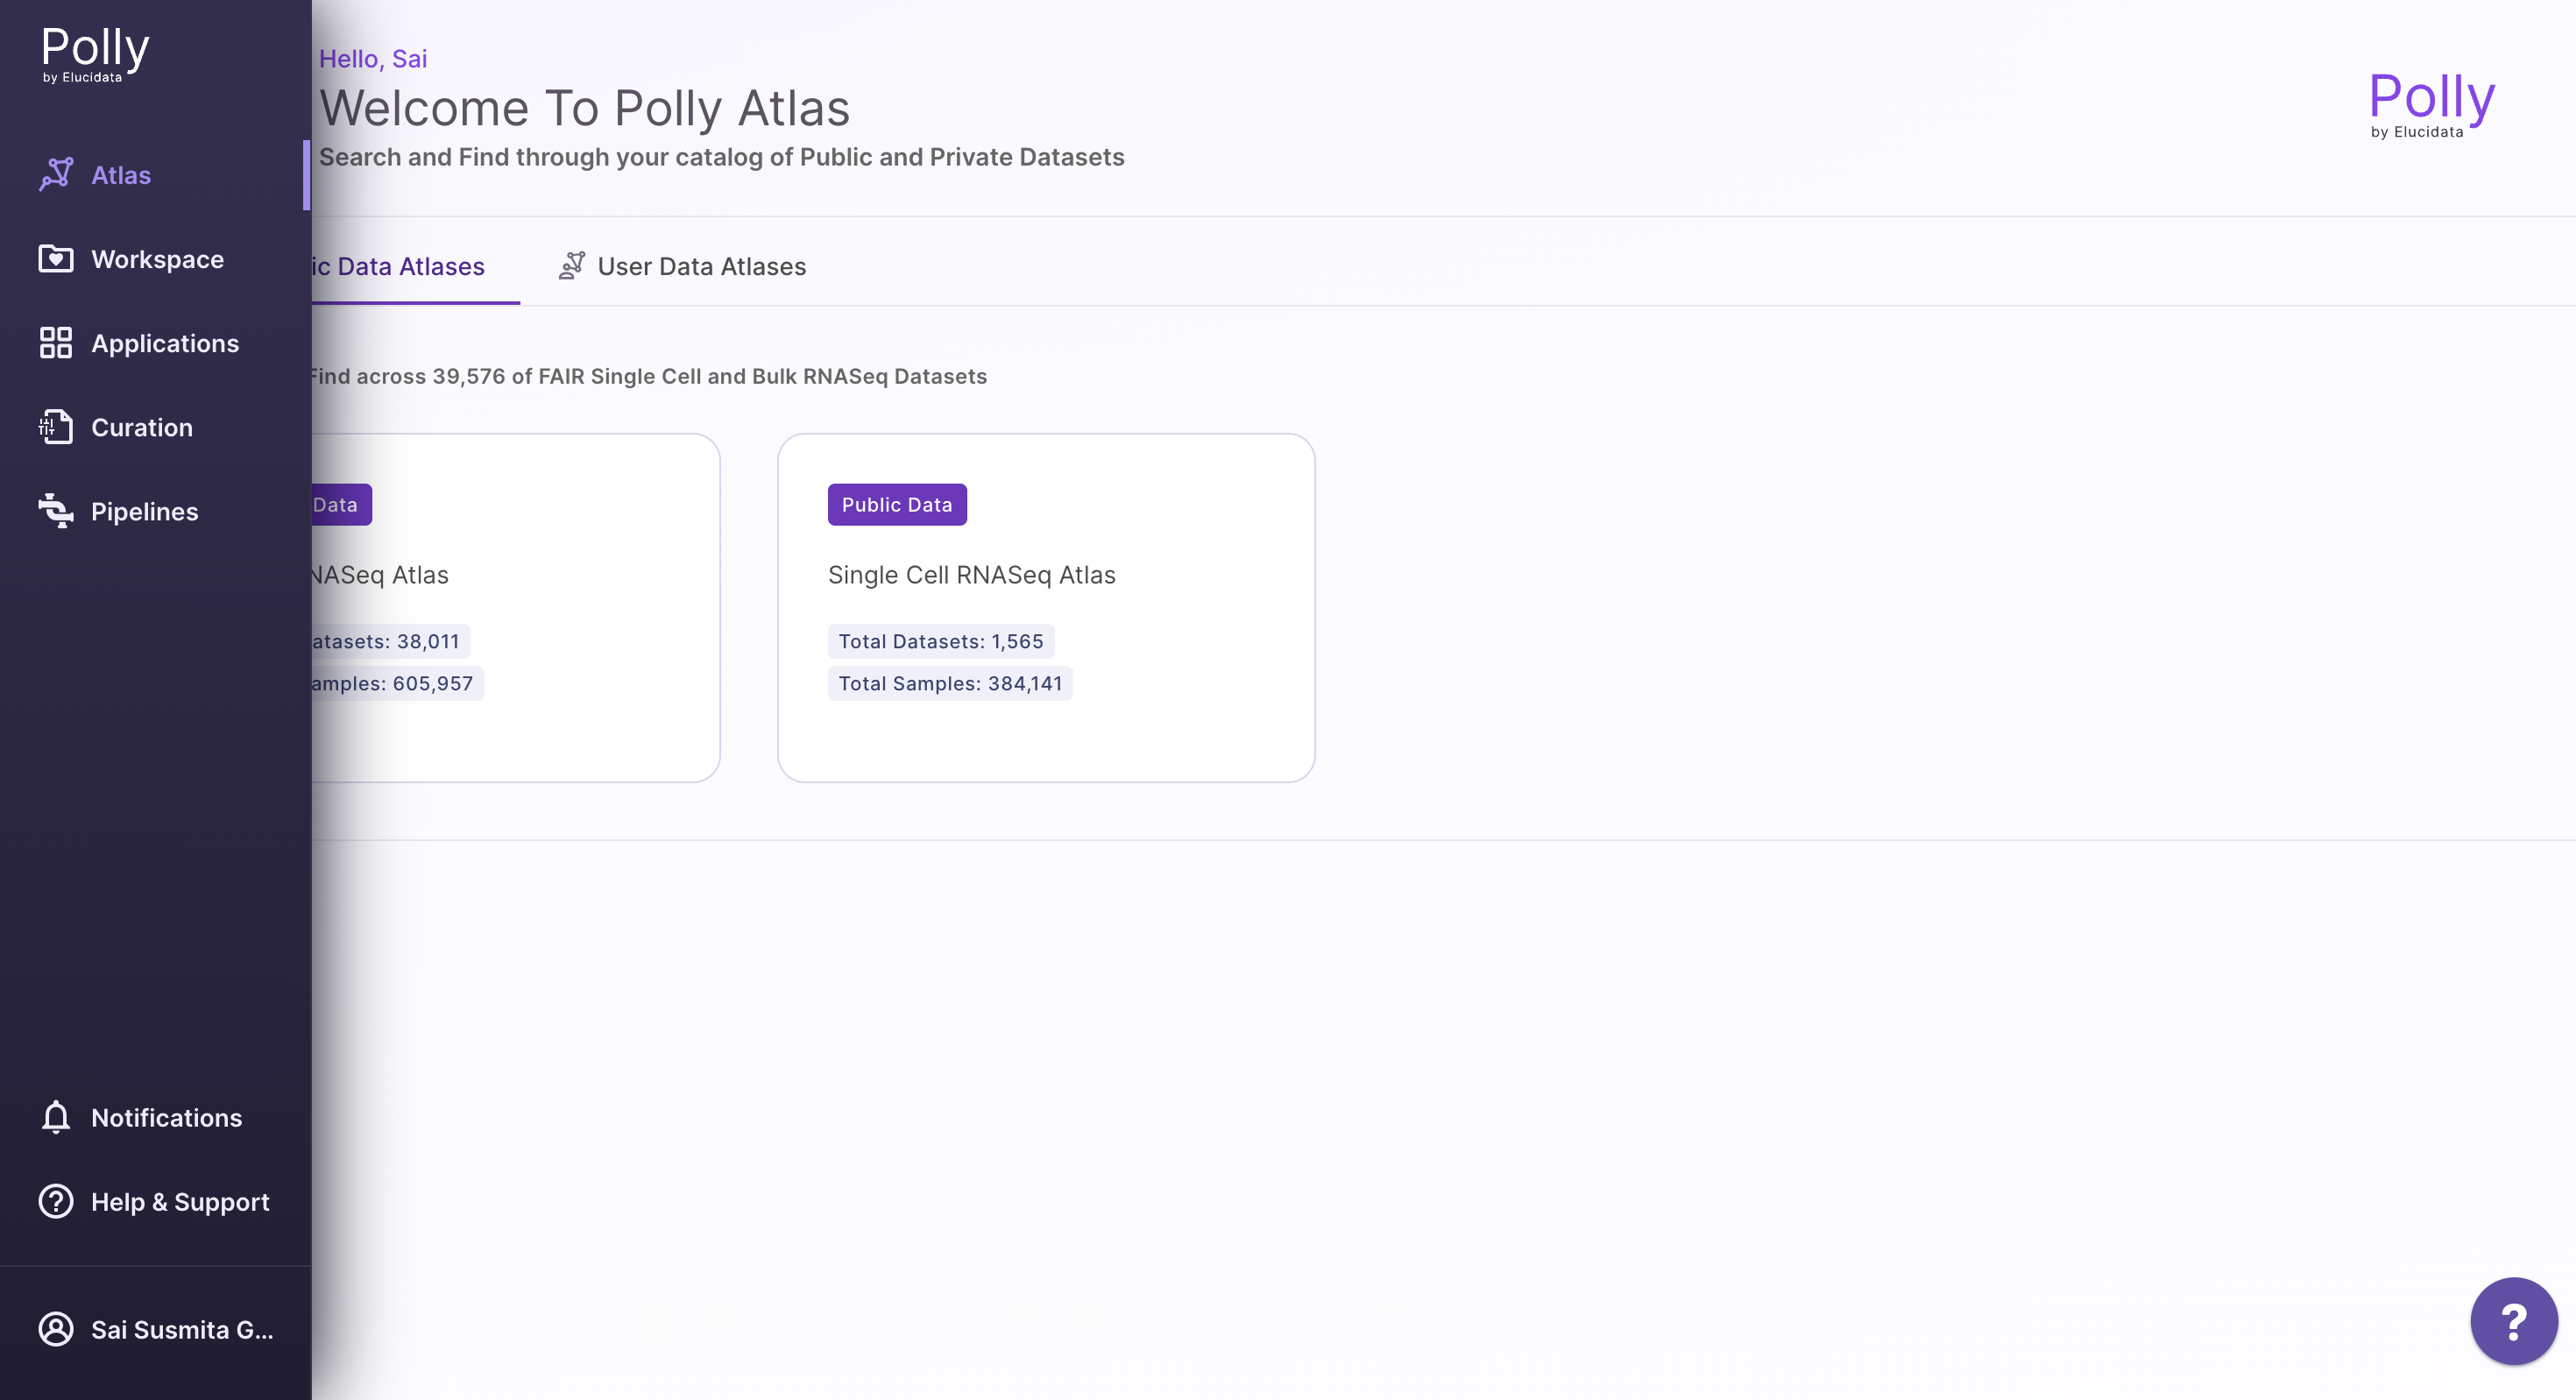 Polly
by Elucidata
Atlas
Workspace
Applications
Curation
Pipelines
Notifications
Help & Support
Sai Susmita G...
Hello, Sai
Welcome To Polly Atlas
Search and Find through your catalog of Public and Private Datasets
Polly
by Elucidata
ic Data Atlases
User Data Atlases
Find across 39,576 of FAIR Single Cell and Bulk RNASeq Datasets
Data
NASeq Atlas
atasets: 38,011
amples: 605,957
Public Data
Single Cell RNASeq Atlas
Total Datasets: 1,565
Total Samples: 384,141
?